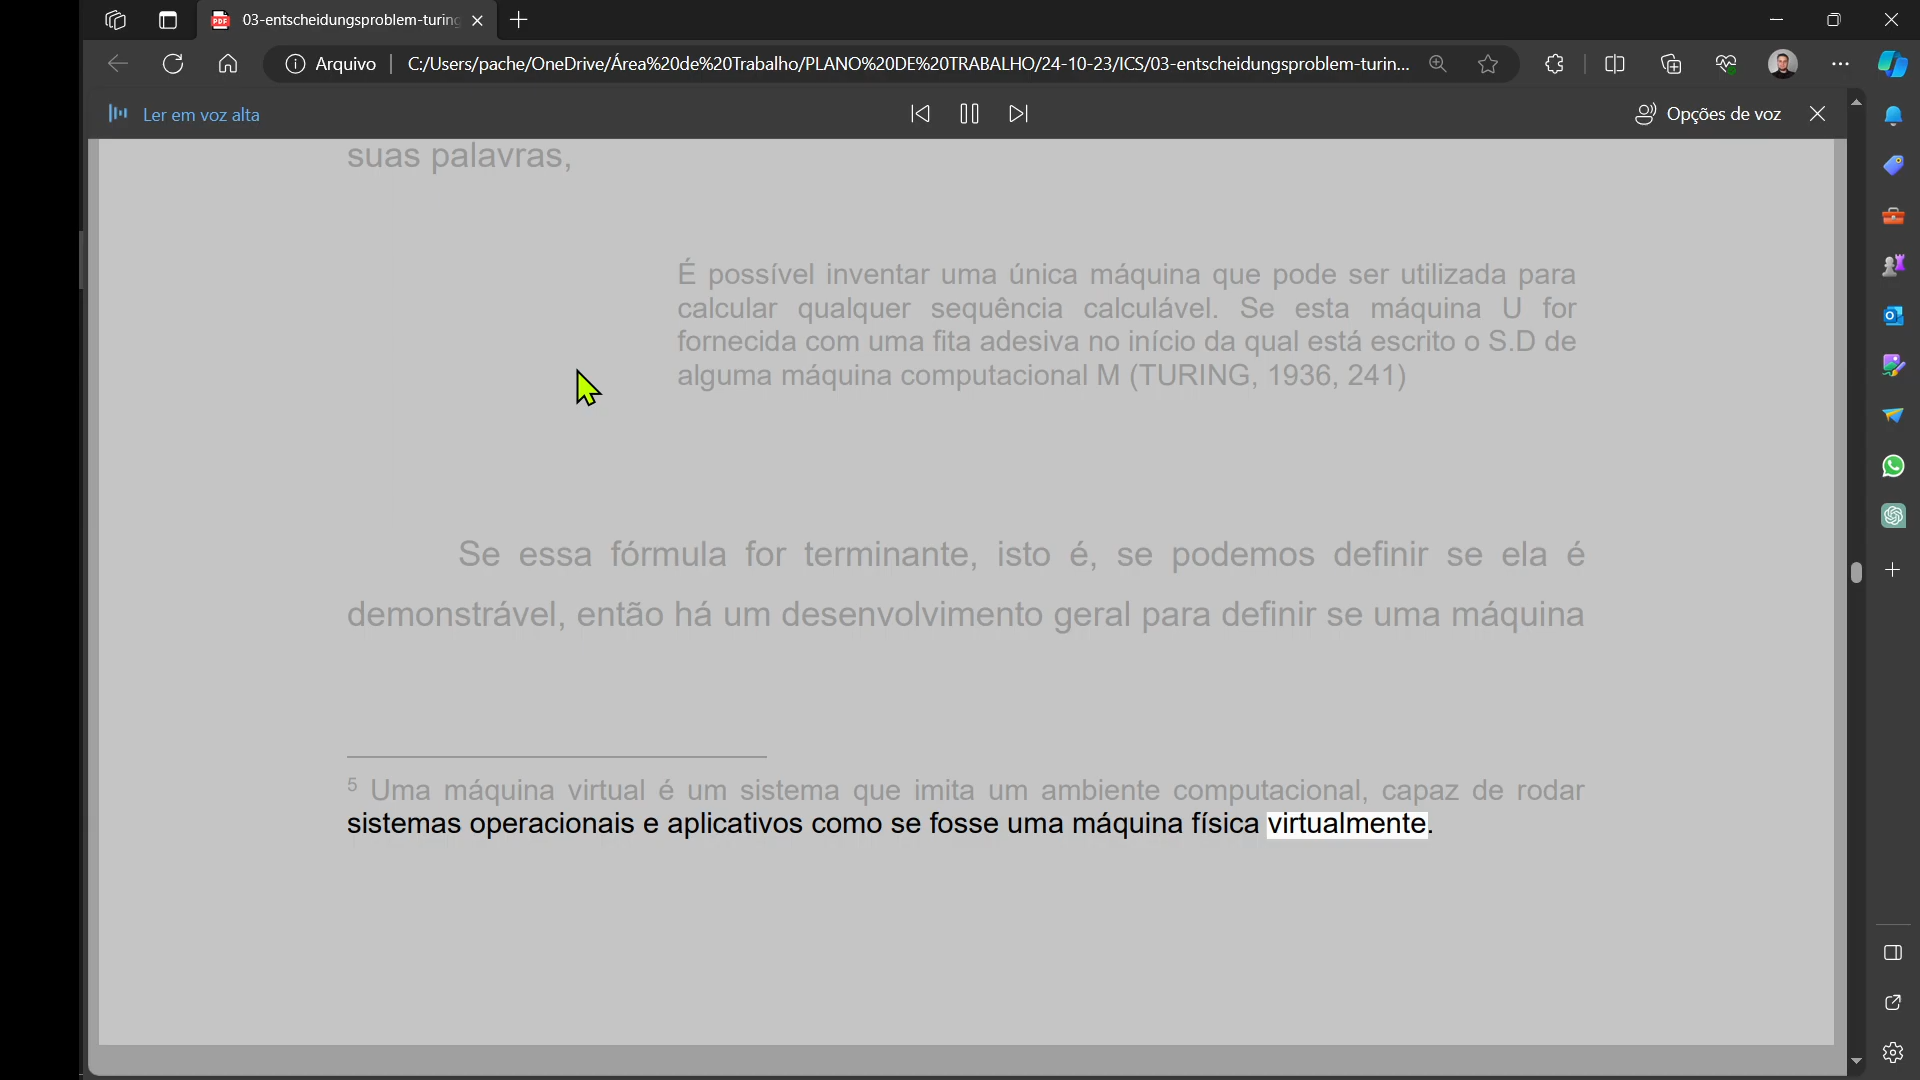 03-entscheidungsproblem-turing
Arquivo
C:/Users/pache/OneDrive/Área%20de%20Trabalho/PLANO%20DE%20TRABALHO/24-10-23/ICS/03-entscheidungsproblem-turin...
Ler em voz alta
Opções de voz
suas palavras,
É possível inventar uma única máquina que pode ser utilizada para
calcular qualquer sequência calculável. Se esta máquina U for
fornecida com uma fita adesiva no início da qual está escrito o S.D de
alguma máquina computacional M (TURING, 1936, 241)
Se essa fórmula for terminante, isto é, se podemos definir se ela é
demonstrável, então há um desenvolvimento geral para definir se uma máquina
5 Uma máquina virtual é um sistema que imita um ambiente computacional, capaz de rodar
sistemas operacionais e aplicativos como se fosse uma máquina física virtualmente.